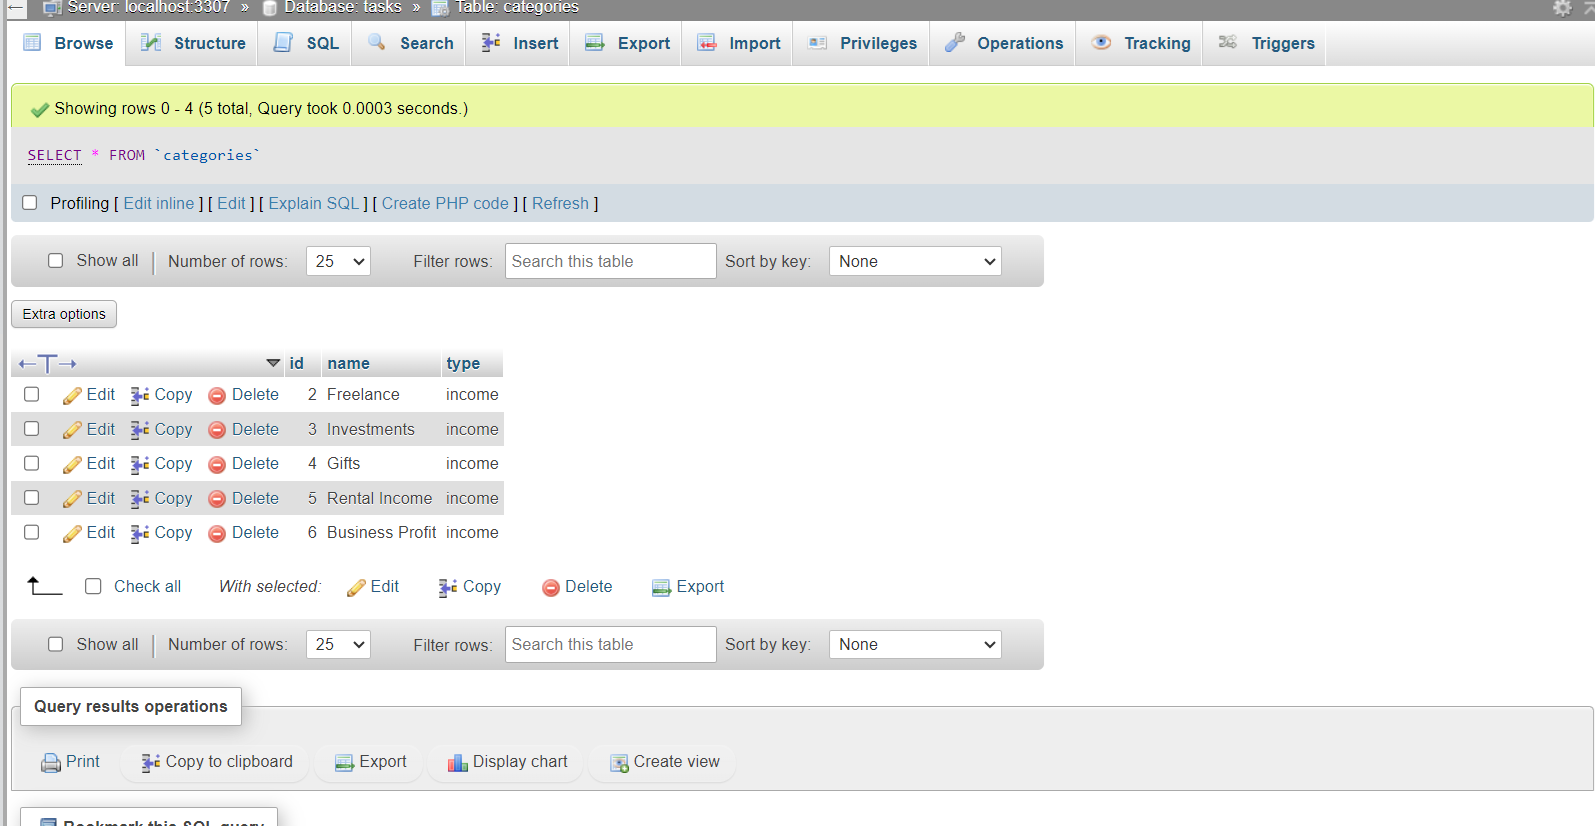 Server: localhost:3307 » Database: tasks » Table: categories
Browse Structure SQL Search Insert Export Import Privileges Operations Tracking Triggers
Showing rows 0 - 4 (5 total, Query took 0.0003 seconds.)
SELECT * FROM `categories`
Profiling [ Edit inline ] [ Edit ] [ Explain SQL ] [ Create PHP code ] [ Refresh ]
Show all Number of rows: 25 Filter rows: Search this table Sort by key: None
Extra options
←T→ id name type
Edit Copy Delete 2 Freelance income
Edit Copy Delete 3 Investments income
Edit Copy Delete 4 Gifts income
Edit Copy Delete 5 Rental Income income
Edit Copy Delete 6 Business Profit income
Check all With selected: Edit Copy Delete Export
Show all Number of rows: 25 Filter rows: Search this table Sort by key: None
Query results operations
Print Copy to clipboard Export Display chart Create view
Bookmark this SQL query